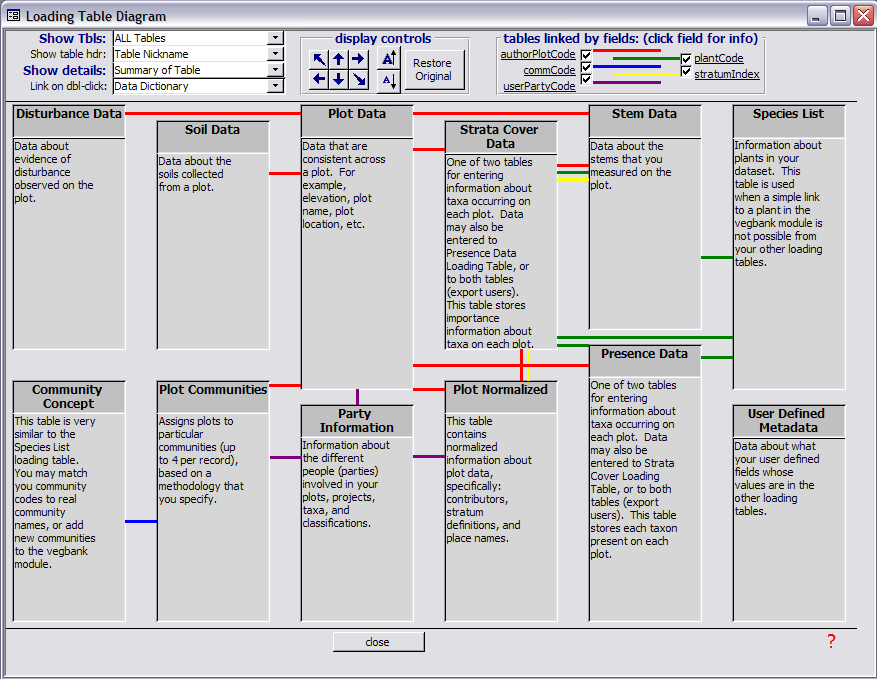 Loading Table Diagram
Show Tbls: ALL Tables
Show table hdr: Table Nickname
Show details: Summary of Table
Link on dbl-click: Data Dictionary
display controls
A
A
Restore
Original
tables linked by fields: (click field for info)
authorPlotCode
commCode
userPartyCode
plantCode
stratumIndex
Disturbance Data
Data about
evidence of
disturbance
observed on the
plot.
Soil Data
Data about the
soils collected
from a plot.
Plot Data
Data that are
consistent across
a plot. For
example,
elevation, plot
name, plot
location, etc.
Strata Cover
Data
One of two tables
for entering
information about
taxa occurring on
each plot. Data
may also be
entered to
Presence Data
Loading Table, or
to both tables
(export users).
This table stores
importance
information about
taxa on each plot.
Stem Data
Data about the
stems that you
measured on the
plot.
Species List
Information about
plants in your
dataset. This
table is used
when a simple link
to a plant in the
vegbank module is
not possible from
your other loading
tables.
Community
Concept
This table is very
similar to the
Species List
loading table.
You may match
you community
codes to real
community
names, or add
new communities
to the vegbank
module.
Plot Communities
Assigns plots to
particular
communities (up
to 4 per record),
based on a
methodology that
you specify.
Party
Information
Information about
the different
people (parties)
involved in your
plots, projects,
taxa, and
classifications.
Plot Normalized
This table
contains
normalized
information about
plot data,
specifically:
contributors,
stratum
definitions, and
place names.
Presence Data
One of two tables
for entering
information about
taxa occurring on
each plot. Data
may also be
entered to Strata
Cover Loading
Table, or to both
tables (export
users). This table
stores each taxon
present on each
plot.
User Defined
Metadata
Data about what
your user defined
fields whose
values are in the
other loading
tables.
close
?